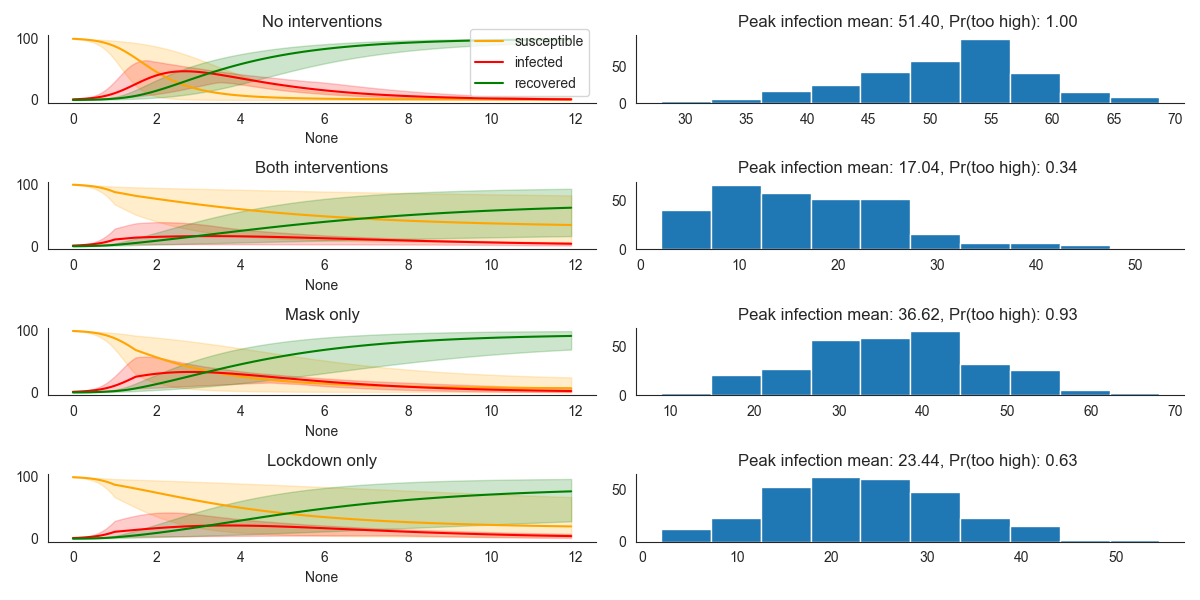 No interventions
100
0
susceptible
infected
recovered
0 2 4 6 8 10 12
None
Peak infection mean: 51.40, Pr(too high): 1.00
50
0
30 35 40 45 50 55 60 65 70
Both interventions
100
0
0 2 4 6 8 10 12
None
Peak infection mean: 17.04, Pr(too high): 0.34
50
0
0 10 20 30 40 50
Mask only
100
0
0 2 4 6 8 10 12
None
Peak infection mean: 36.62, Pr(too high): 0.93
50
0
10 20 30 40 50 60 70
Lockdown only
100
0
0 2 4 6 8 10 12
None
Peak infection mean: 23.44, Pr(too high): 0.63
50
0
0 10 20 30 40 50